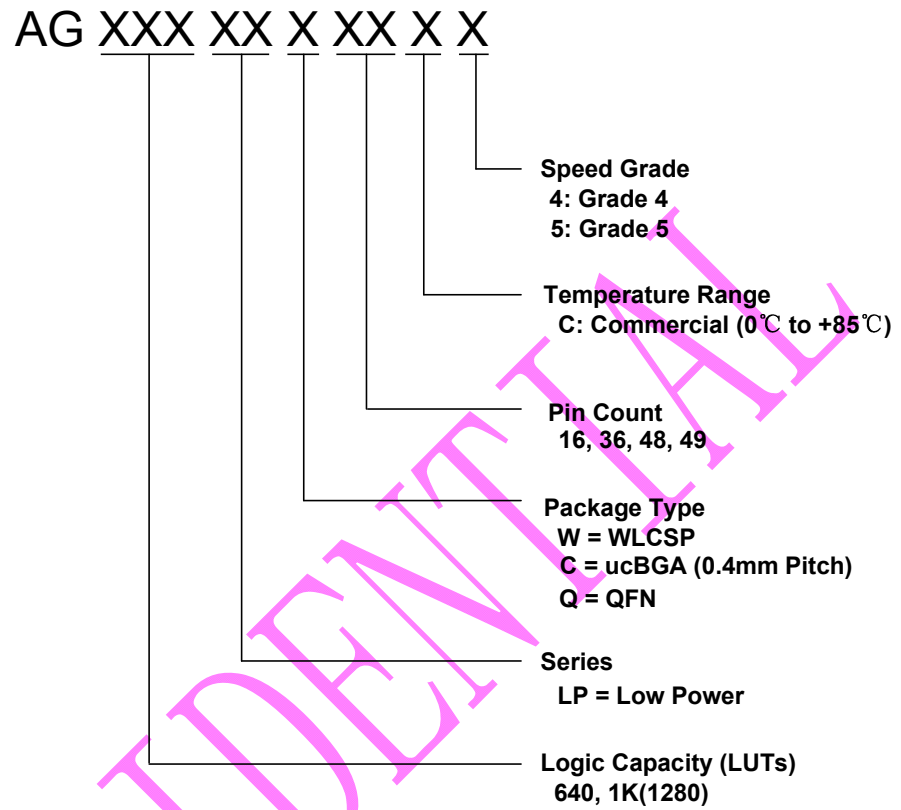 AG XXX XX X XX X X
Speed Grade
4: Grade 4
5: Grade 5
Temperature Range
C: Commercial (0℃ to +85℃)
Pin Count
16, 36, 48, 49
Package Type
W = WLCSP
C = ucBGA (0.4mm Pitch)
Q = QFN
Series
LP = Low Power
Logic Capacity (LUTs)
640, 1K(1280)
IDENTIAL